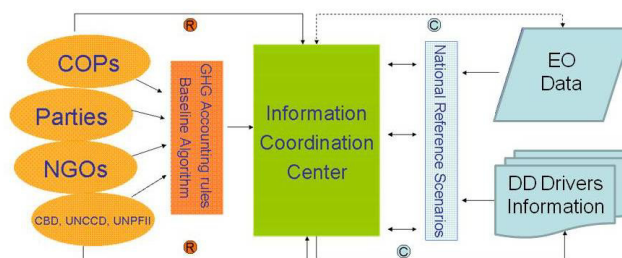 R
C
COPs
Parties
NGOs
CBD, UNCCD, UNPFII
GHG Accounting rules
Baseline Algorithm
Information
Coordination
Center
National Reference Scenarios
EO
Data
DD Drivers
Information
R
C